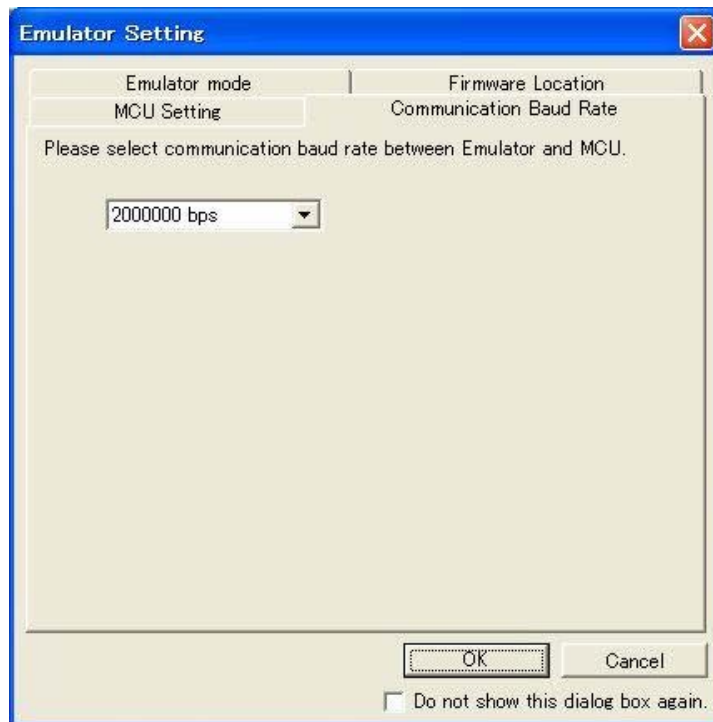 Emulator Setting
Emulator mode
Firmware Location
MCU Setting
Communication Baud Rate
Please select communication baud rate between Emulator and MCU.
2000000 bps
OK
Cancel
Do not show this dialog box again.